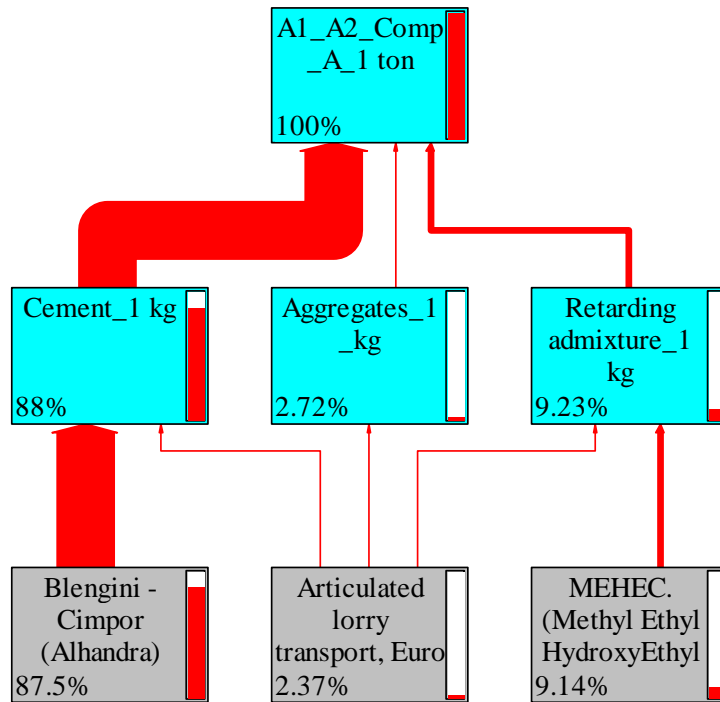 A1_A2_Comp
_A_1 ton
100%
Cement_1 kg
88%
Aggregates_1
_kg
2.72%
Retarding
admixture_1
kg
9.23%
Blengini -
Cimpor
(Alhandra)
87.5%
Articulated
lorry
transport, Euro
2.37%
MEHEC.
(Methyl Ethyl
HydroxyEthyl
9.14%